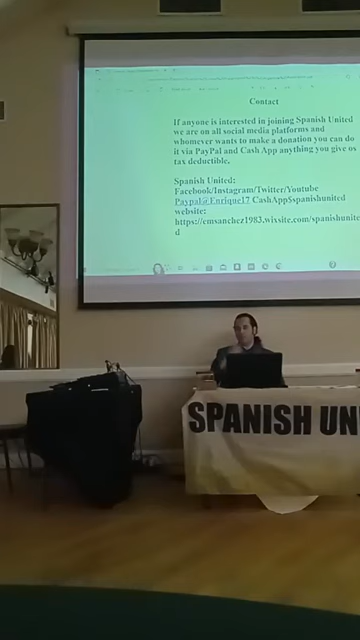 Contact
If anyone is interested in joining Spanish United
we are on all social media platforms and
whomever wants to make a donation you can do
it via PayPal and Cash App anything you give os
tax deductible.
Spanish United:
Facebook/Instagram/Twitter/Youtube
Paypal@Enrique17 CashApp$spanishunited
website:
https://emsanchez1983.wixsite.com/spanishunite
d
SPANISH UN